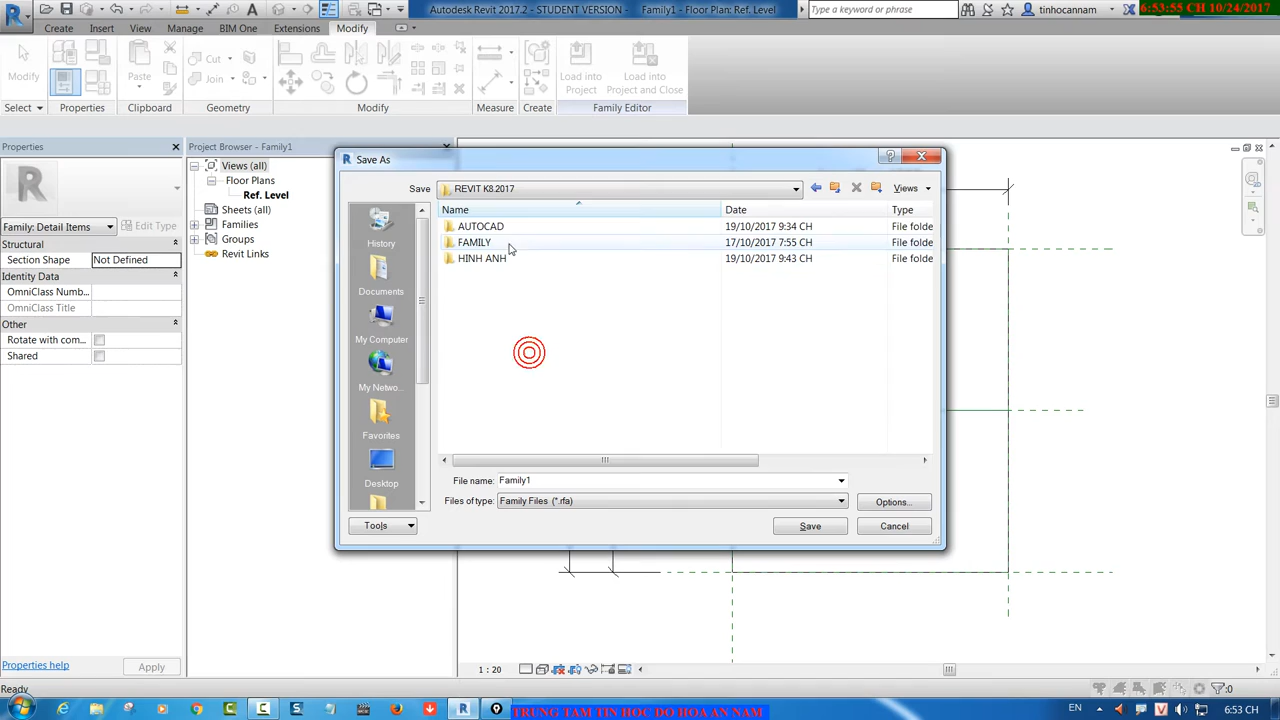 Autodesk Revit 2017.2 - STUDENT VERSION - Family1 - Floor Plan: Ref. Level
Type a keyword or phrase
tinhocannam
6:53:55 CH 10/24/2017
Create
Insert
View
Manage
BIM One
Extensions
Modify
Modify
Paste
Cut
Join
Load into
Project
Load into
Project
Select
Properties
Clipboard
Geometry
Modify
Measure
Create
Family Editor
Properties
Family: Detail Items
Edit Type
Structural
Section Shape
Not Defined
Identity Data
OmniClass Numb...
OmniClass Title
Other
Rotate with com...
Shared
Properties help
Apply
Project Browser - Family1
Views (all)
Floor Plans
Ref. Level
Sheets (all)
Families
Groups
Revit Links
Save As
Save
REVIT K8.2017
Views
Name
Date
Type
AUTOCAD
19/10/2017 9:34 CH
File folde
FAMILY
17/10/2017 7:55 CH
File folde
HINH ANH
19/10/2017 9:43 CH
File folde
History
Documents
My Computer
My Netwo...
Favorites
Desktop
File name:
Family1
Files of type:
Family Files (*.rfa)
Options...
Tools
Save
Cancel
1 : 20
Ready
:0
TRUNG TAM TIN HOC DO HOA AN NAM
EN
6:53 CH